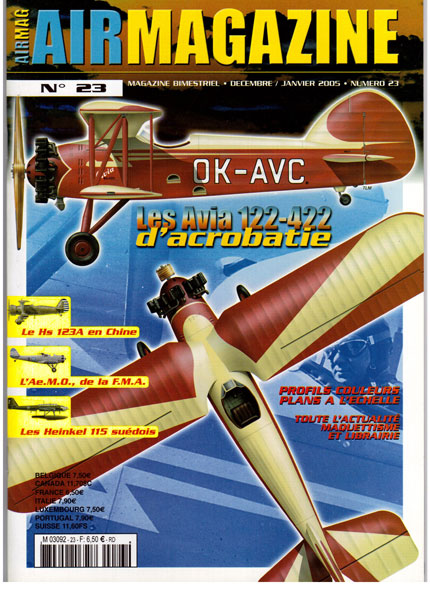 AIRMAG
AIRMAGAZINE
N° 23
MAGAZINE BIMESTRIEL • DECEMBRE / JANVIER 2005 • NUMERO 23
Avia
OK-AVC
Les Avia 122-422
d'acrobatie
Le Hs 123A en Chine
L'Ae.M.O., de la F.M.A.
Les Heinkel 115 suédois
PROFILS COULEURS
PLANS A L'ECHELLE
TOUTE L'ACTUALITÉ
MAQUETTISME
ET LIBRAIRIE
BELGIQUE 7,90€
CANADA 11.70$C
FRANCE 6,50€
ITALIE 7,90€
LUXEMBOURG 7,50€
PORTUGAL 7,90€
SUISSE 11,60FS
M 03092 - 23 - F: 6,50 € - RD